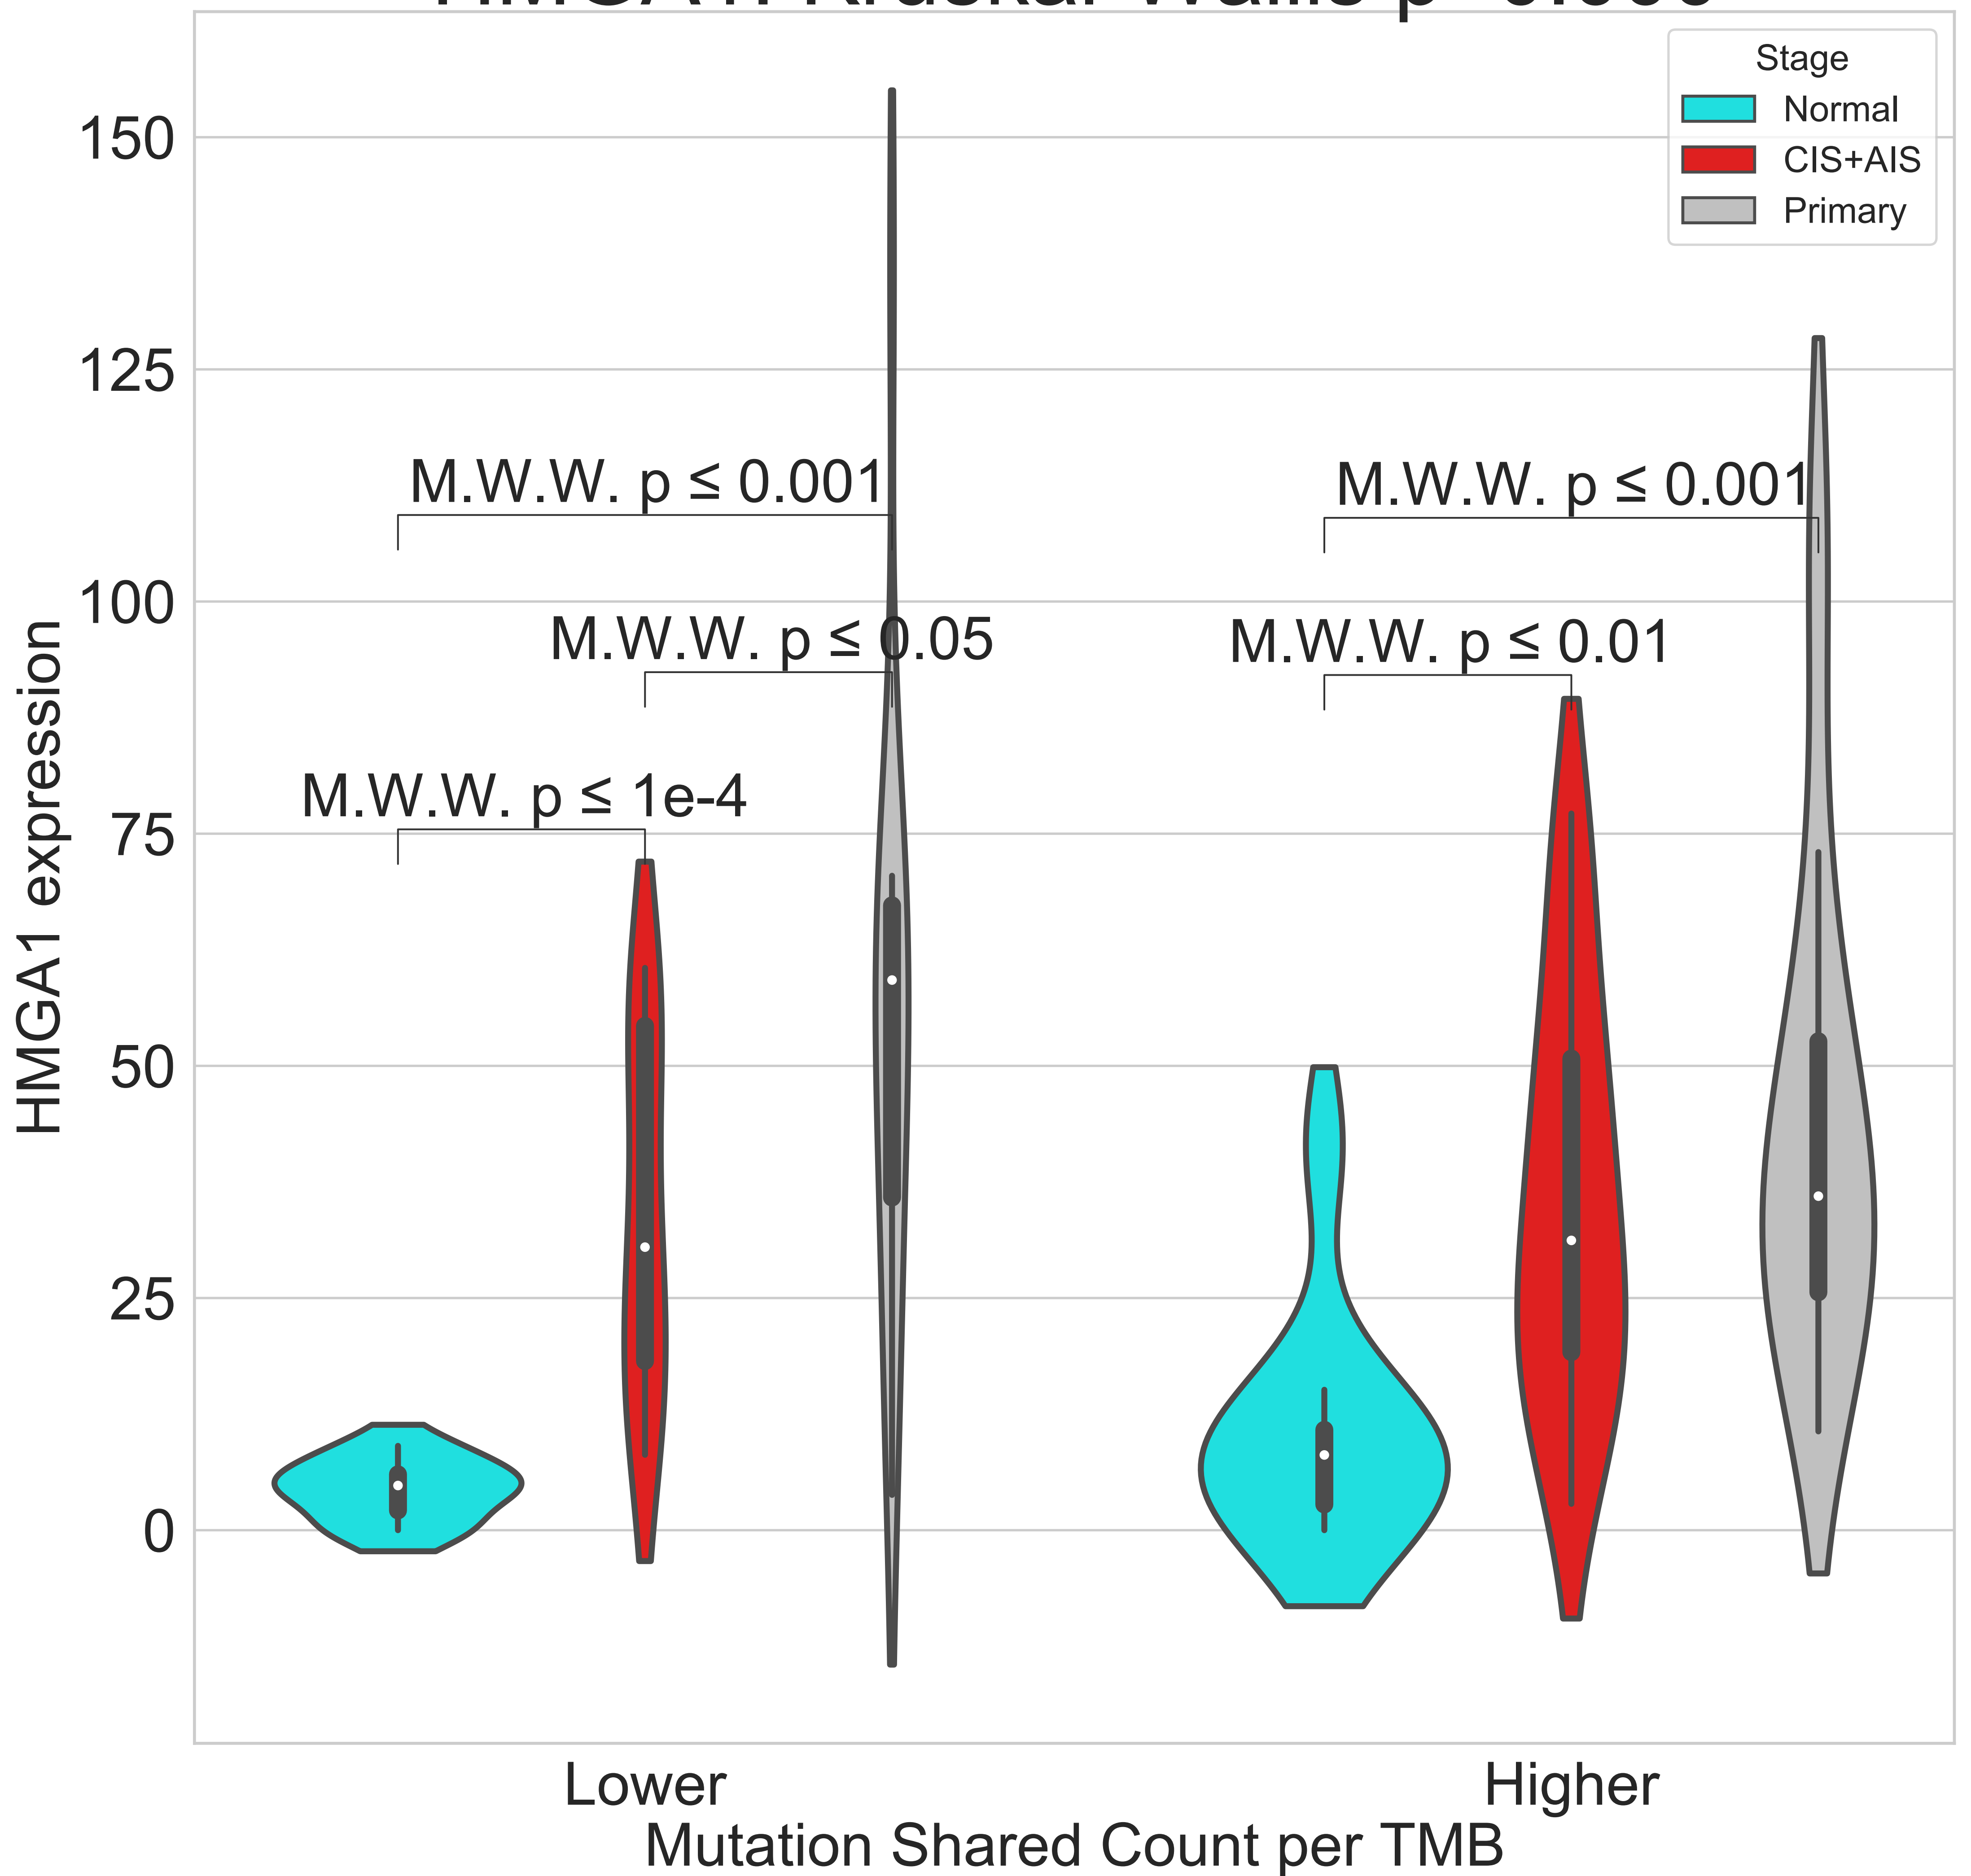 Stage
Normal
CIS+AIS
Primary
150
125
100
75
50
25
0
HMGA1 expression
M.W.W. p ≤ 0.001
M.W.W. p ≤ 0.05
M.W.W. p ≤ 1e-4
M.W.W. p ≤ 0.001
M.W.W. p ≤ 0.01
Lower
Higher
Mutation Shared Count per TMB